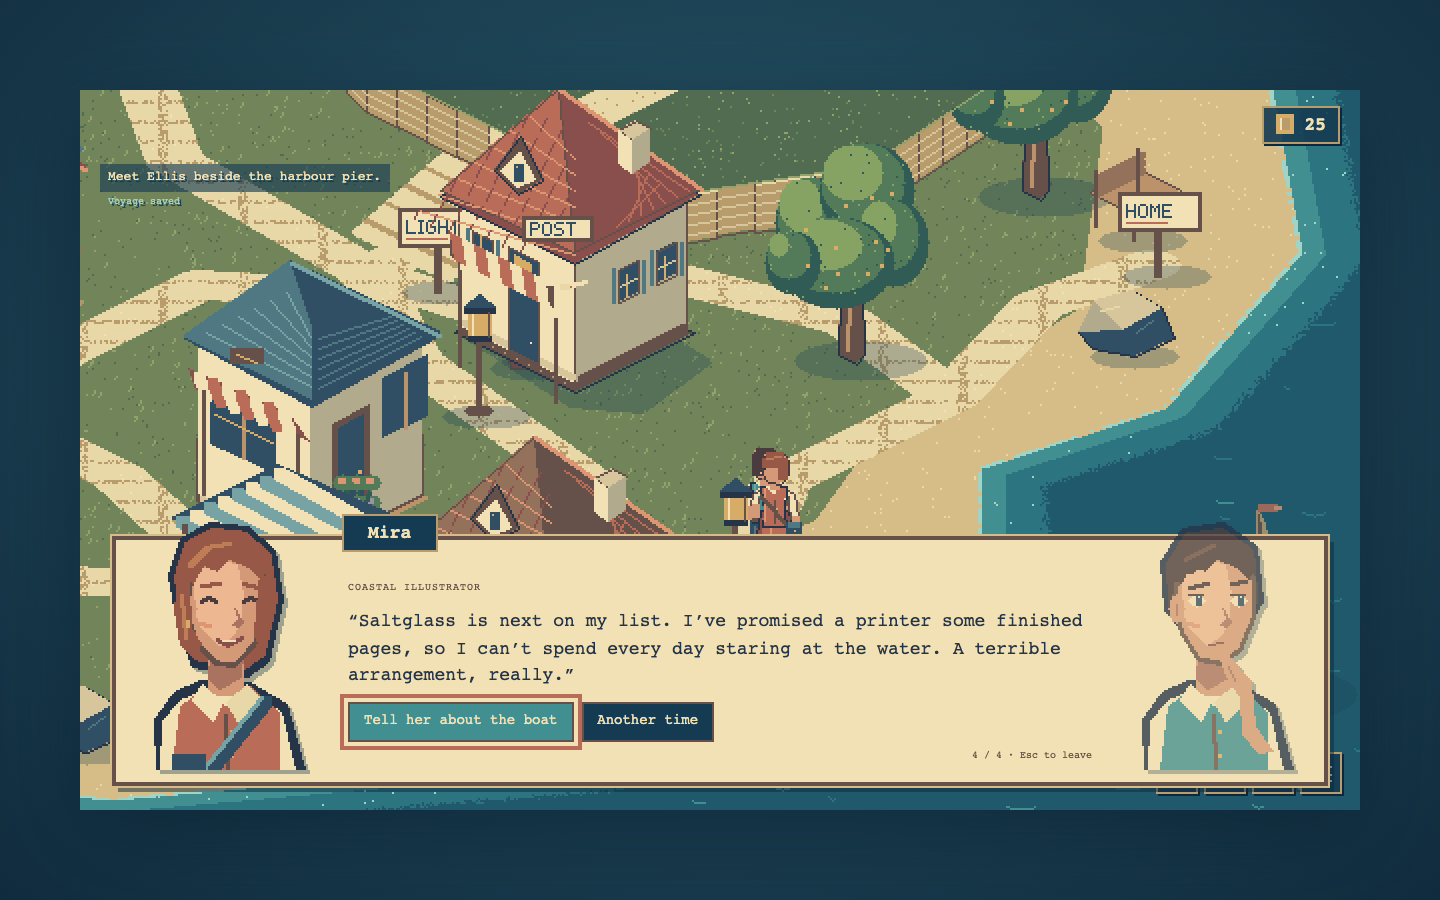 25
Meet Ellis beside the harbour pier.
Voyage saved
HOME
LIGH
POST
Mira
COASTAL ILLUSTRATOR
“Saltglass is next on my list. I’ve promised a printer some finished
pages, so I can’t spend every day staring at the water. A terrible
arrangement, really.”
Tell her about the boat
Another time
4 / 4 · Esc to leave